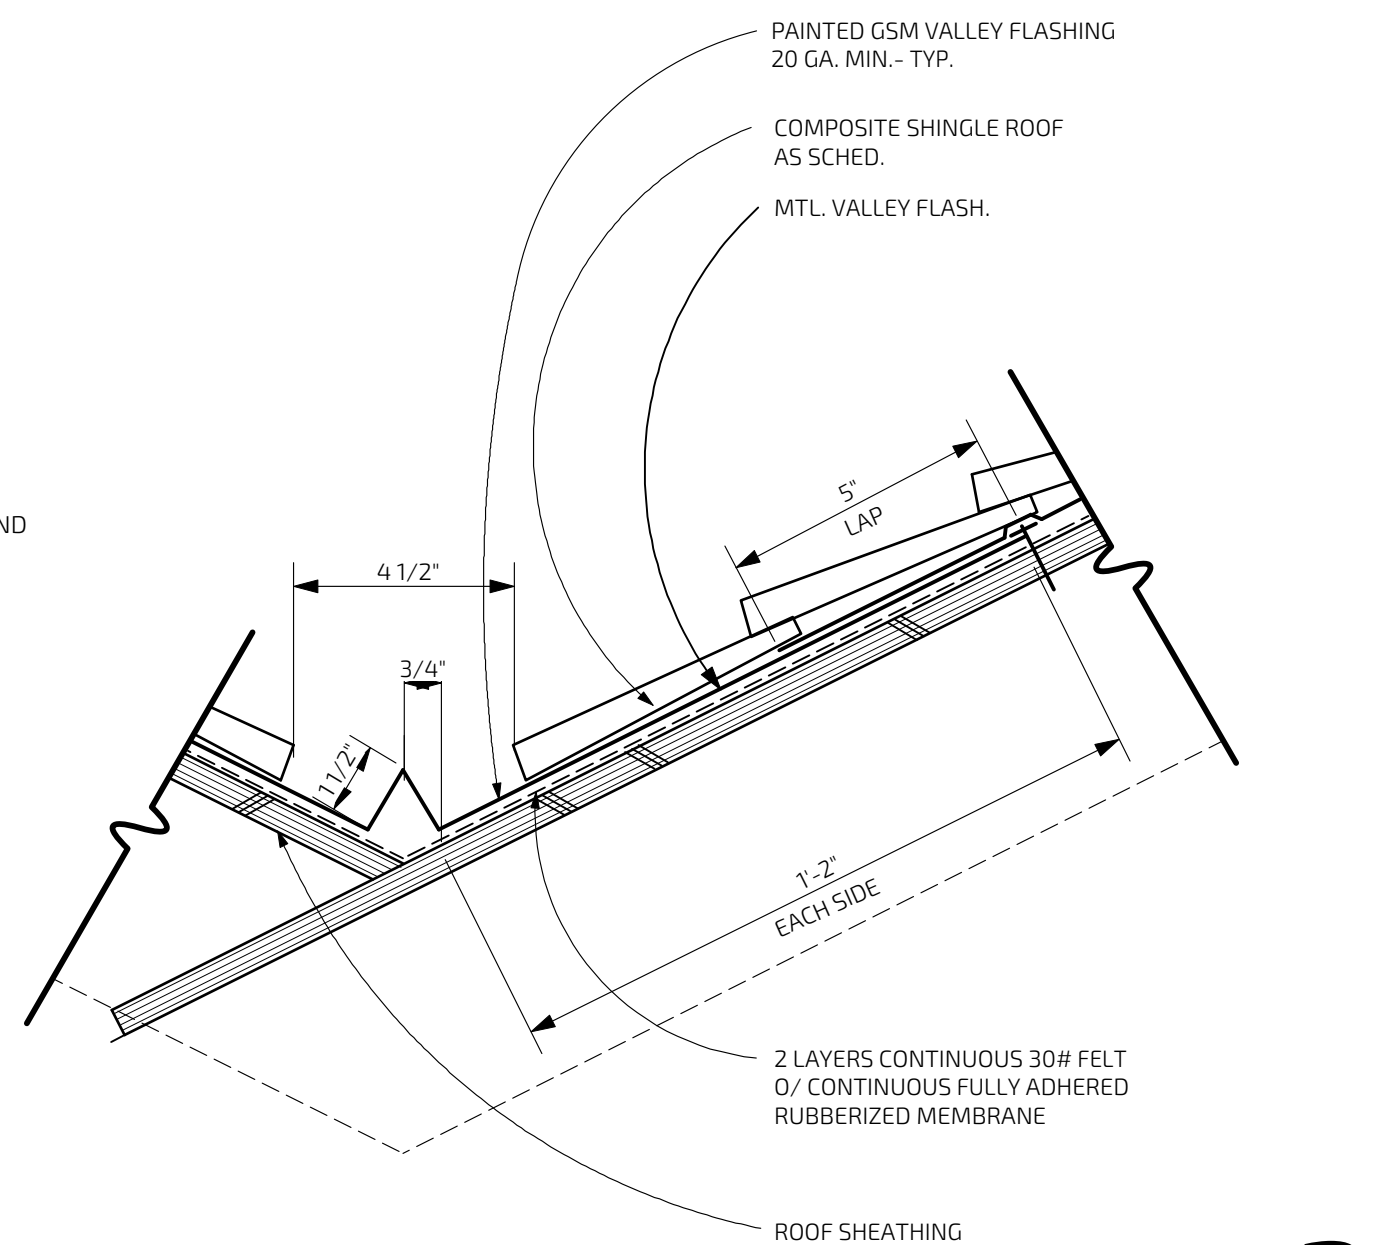 PAINTED GSM VALLEY FLASHING
20 GA. MIN.- TYP.
COMPOSITE SHINGLE ROOF
AS SCHED.
MTL. VALLEY FLASH.
5"
LAP
ND
4 1/2"
3/4"
1 1/2"
1'-2"
EACH SIDE
2 LAYERS CONTINUOUS 30# FELT
O/ CONTINUOUS FULLY ADHERED
RUBBERIZED MEMBRANE
ROOF SHEATHING